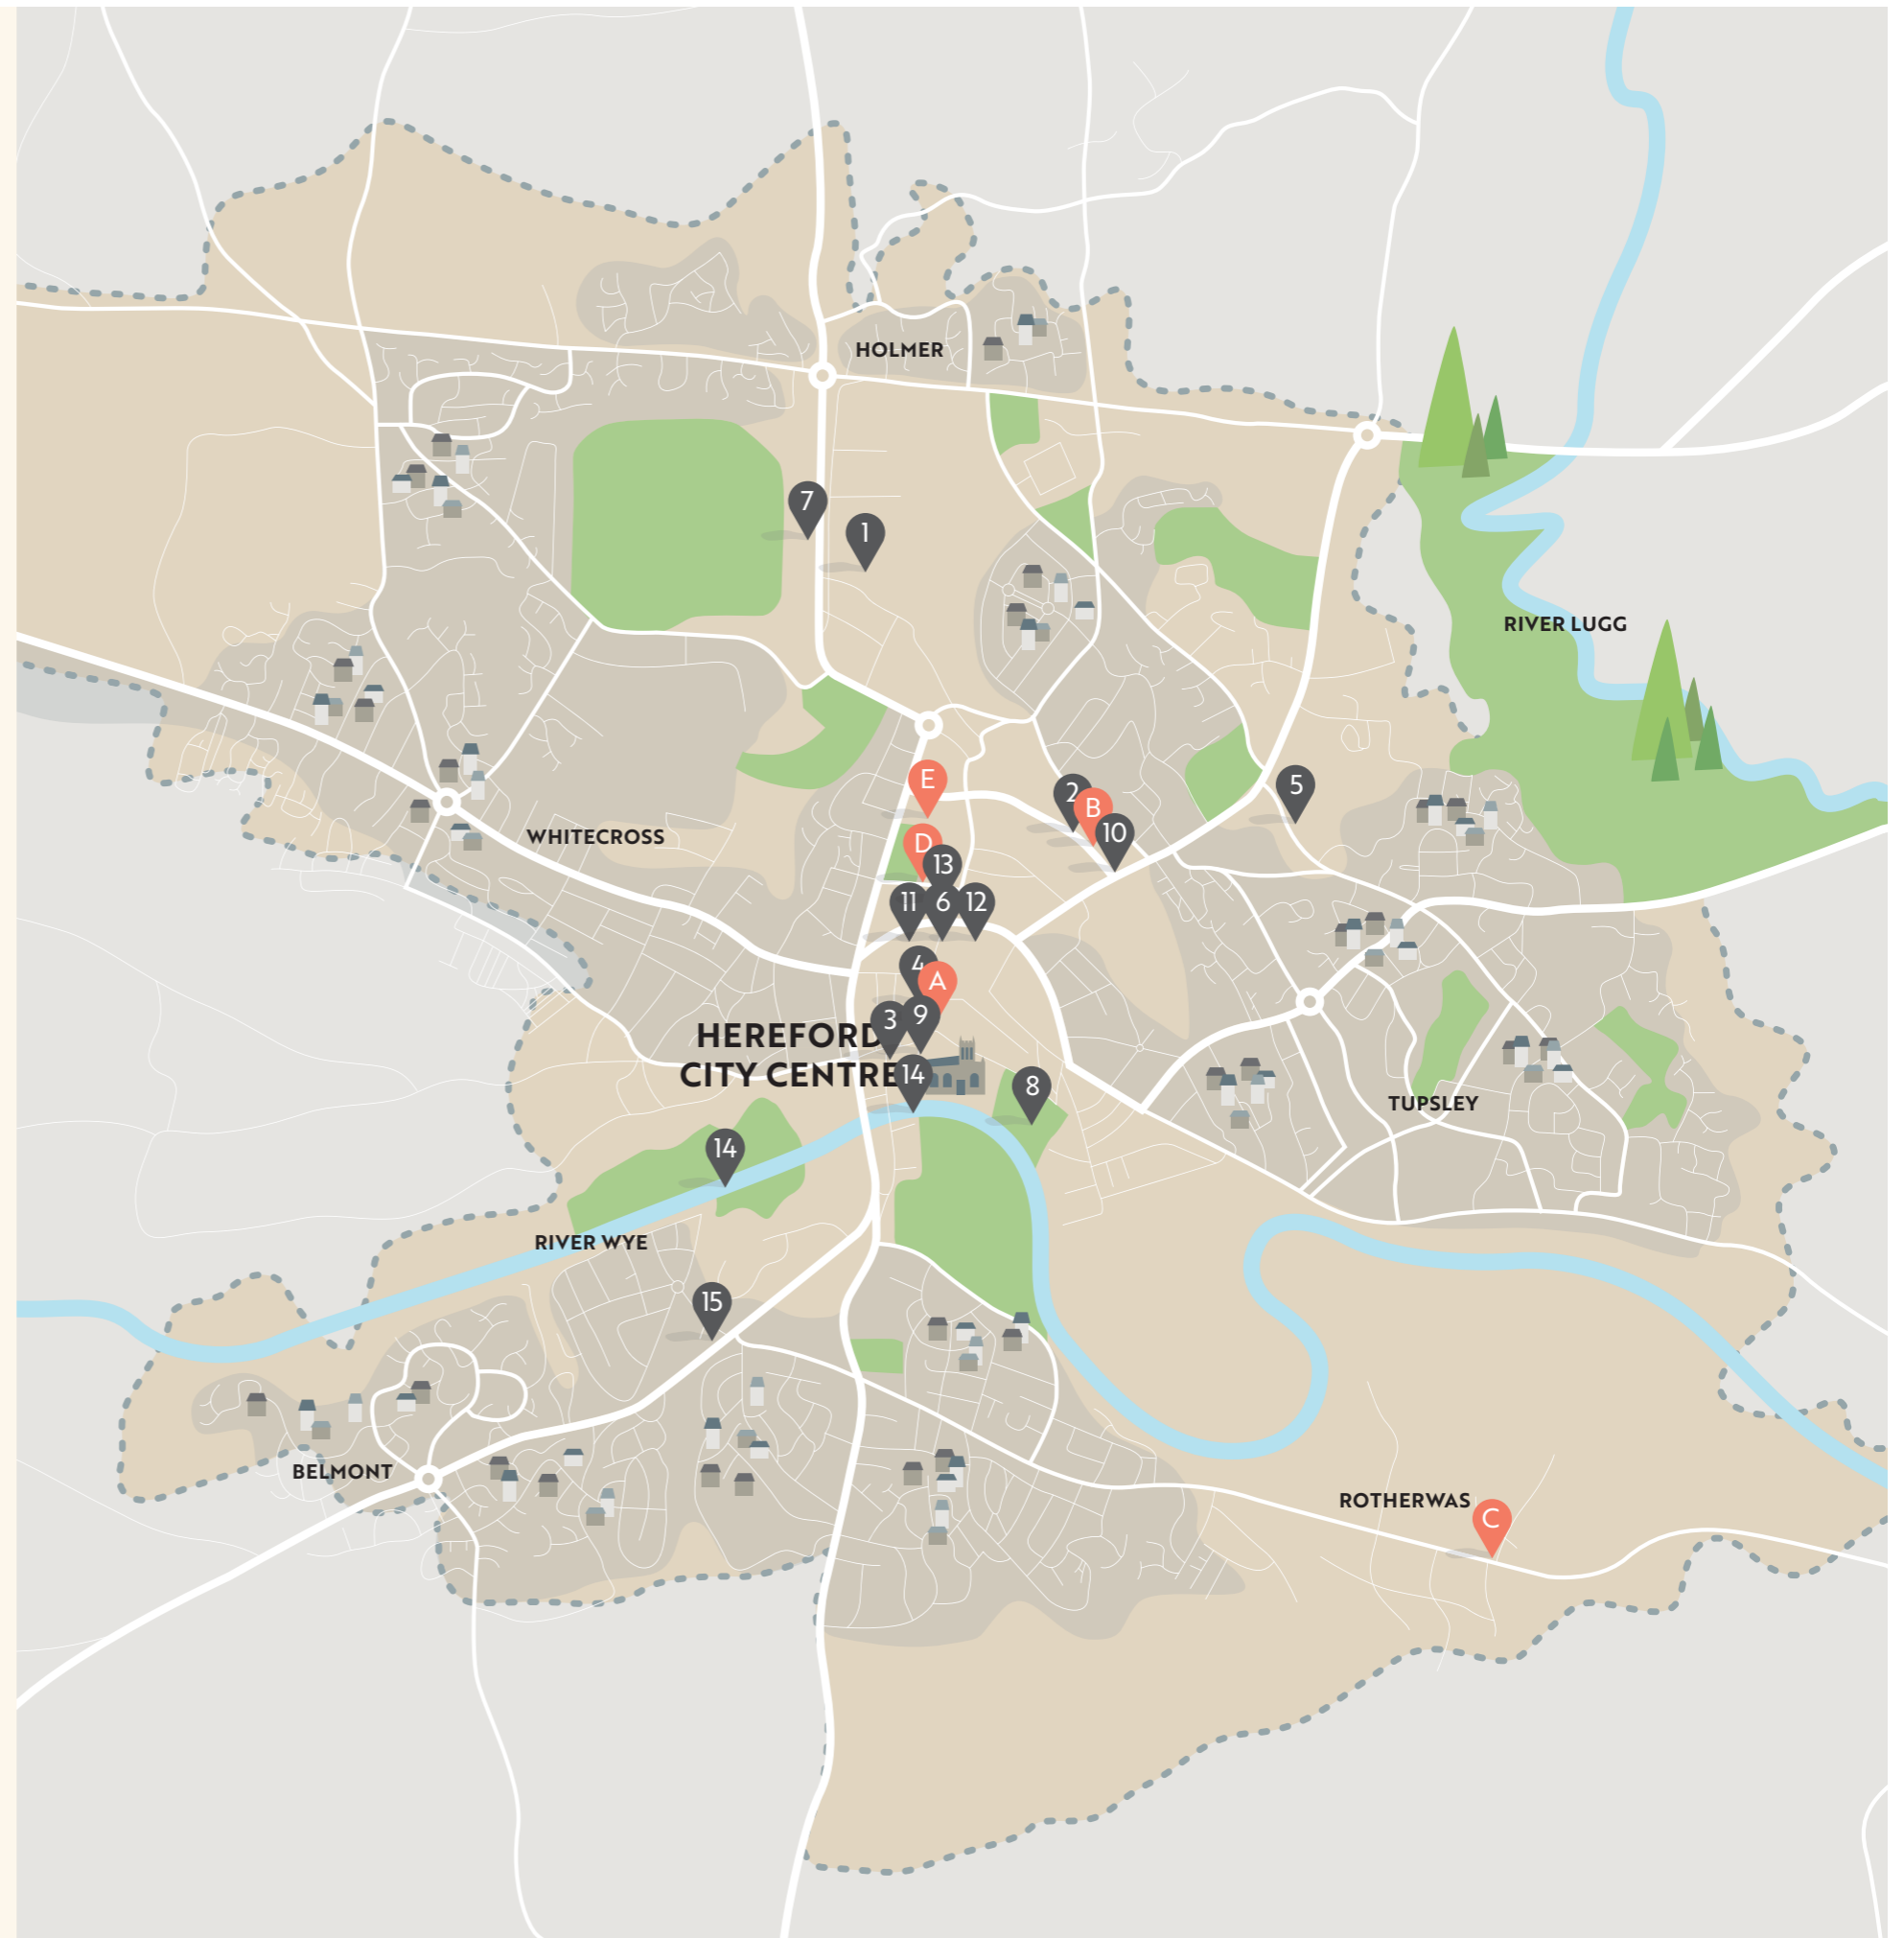 HOLMER
7
1
RIVER LUGG
E
2
B
5
10
WHITECROSS
D
13
11
6
12
4
A
3
9
HEREFORD
CITY CENTRE
14
8
TUPSLEY
14
RIVER WYE
15
BELMONT
ROTHERWAS
C